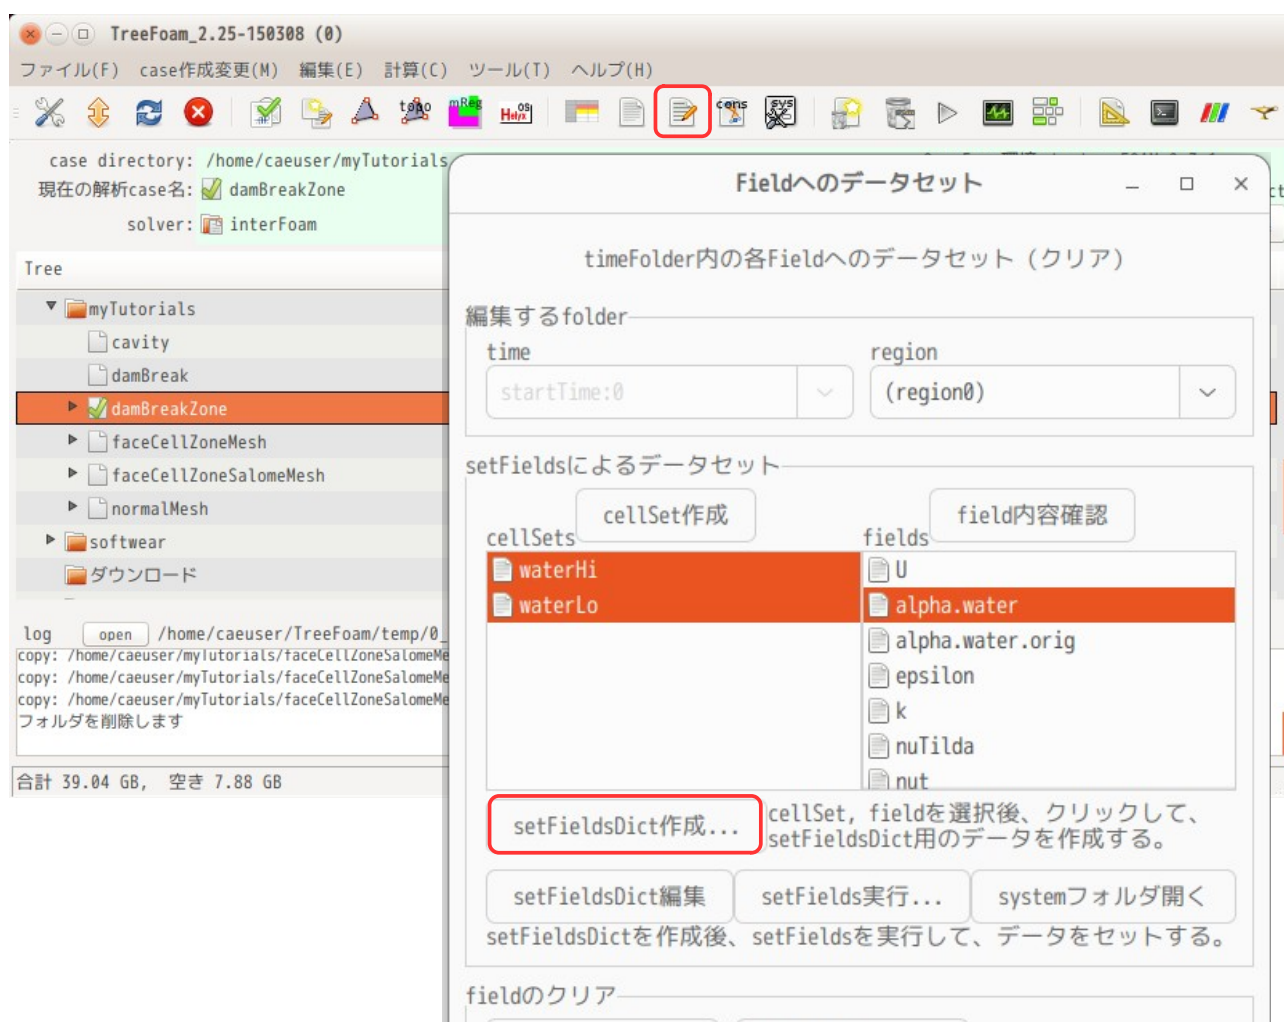 TreeFoam_2.25-150308 (0)
ファイル(F) case作成変更(M) 編集(E) 計算(C) ツール(T) ヘルプ(H)
topo mReg OS Helyx cons sys
case directory: /home/caeuser/myTutorials
現在の解析case名: damBreakZone
solver: interFoam
Tree
myTutorials
cavity
damBreak
damBreakZone
faceCellZoneMesh
faceCellZoneSalomeMesh
normalMesh
softwear
ダウンロード
log open /home/caeuser/TreeFoam/temp/0_
copy: /home/caeuser/myTutorials/faceCellZoneSalomeMe
copy: /home/caeuser/myTutorials/faceCellZoneSalomeMe
copy: /home/caeuser/myTutorials/faceCellZoneSalomeMe
フォルダを削除します
合計 39.04 GB, 空き 7.88 GB
Fieldへのデータセット
timeFolder内の各Fieldへのデータセット（クリア）
編集するfolder
time region
startTime:0 (region0)
setFieldsによるデータセット
cellSet作成 field内容確認
cellSets fields
waterHi
waterLo
U
alpha.water
alpha.water.orig
epsilon
k
nuTilda
nut
setFieldsDict作成...
cellSet, fieldを選択後、クリックして、
setFieldsDict用のデータを作成する。
setFieldsDict編集 setFields実行... systemフォルダ開く
setFieldsDictを作成後、setFieldsを実行して、データをセットする。
fieldのクリア